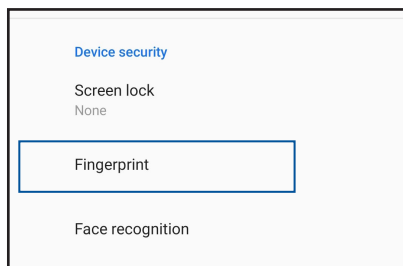 Device security
Screen lock
None
Fingerprint
Face recognition